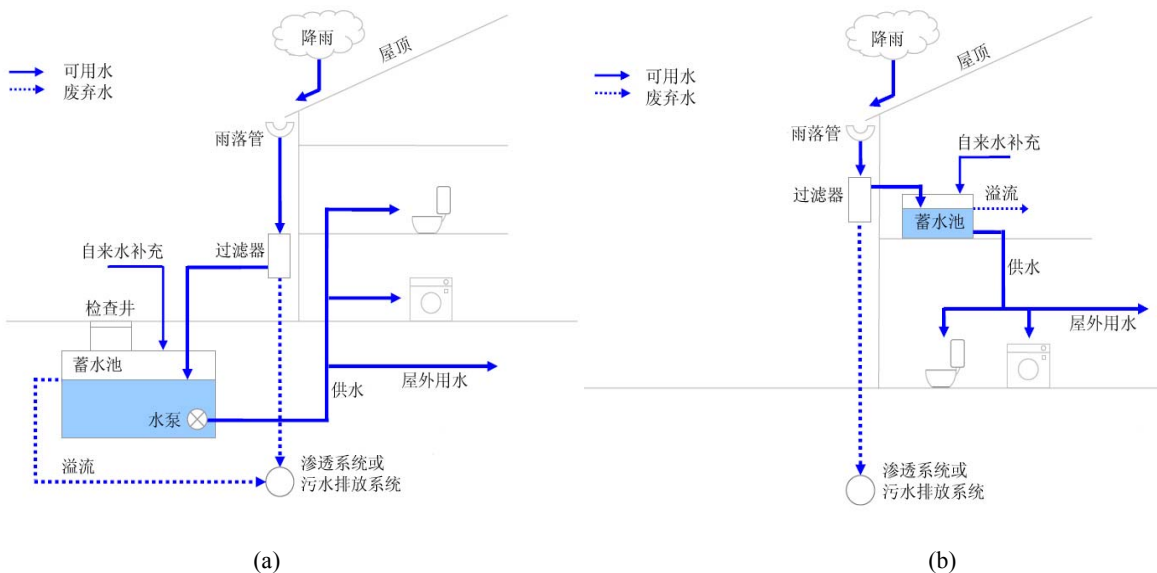 降雨
屋顶
可用水
废弃水
雨落管
过滤器
自来水补充
检查井
蓄水池
水泵
供水
屋外用水
溢流
渗透系统或
污水排放系统
(a)
降雨
屋顶
可用水
废弃水
雨落管
自来水补充
过滤器
溢流
蓄水池
供水
屋外用水
渗透系统或
污水排放系统
(b)